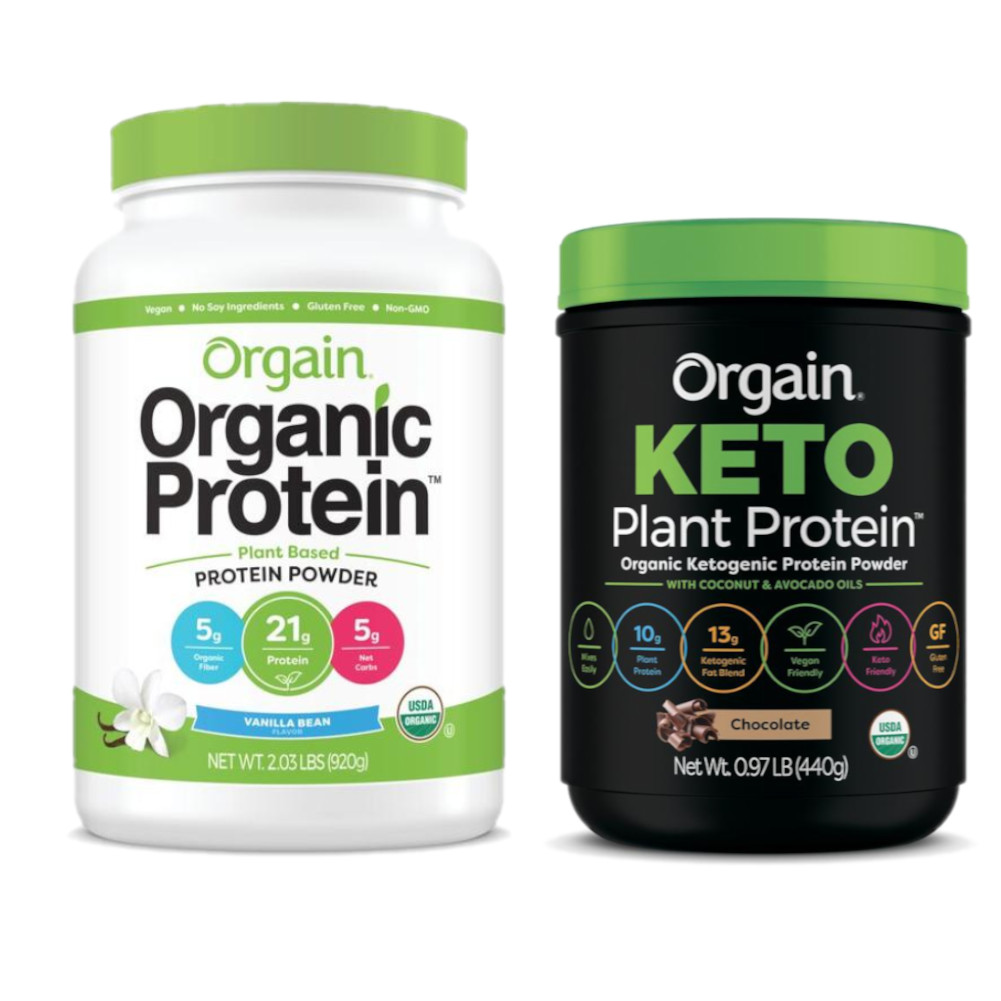 Vegan • No Soy Ingredients • Gluten Free • Non-GMO
Orgain®
Organic
Protein™
Plant Based
PROTEIN POWDER
5g
Organic
Fiber
21g
Protein
5g
Net
Carbs
VANILLA BEAN
FLAVOR
USDA
ORGANIC
U
NET WT. 2.03 LBS (920g)
Orgain®
KETO
Plant Protein™
Organic Ketogenic Protein Powder
WITH COCONUT & AVOCADO OILS
Mixes
Easily
10g
Plant
Protein
13g
Ketogenic
Fat Blend
Vegan
Friendly
Keto
Friendly
GF
Gluten
Free
Chocolate
USDA
ORGANIC
U
Net Wt. 0.97 LB (440g)